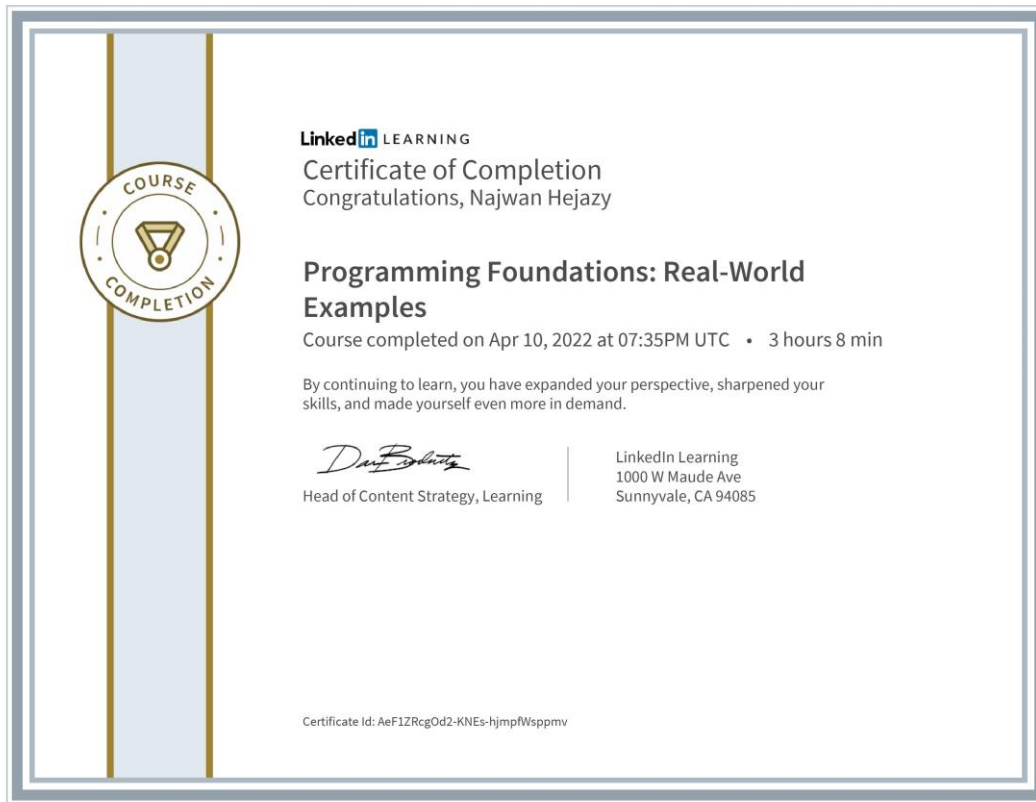 COURSE
COMPLETION
Linked in LEARNING
Certificate of Completion
Congratulations, Najwan Hejazy
Programming Foundations: Real-World
Examples
Course completed on Apr 10, 2022 at 07:35PM UTC • 3 hours 8 min
By continuing to learn, you have expanded your perspective, sharpened your
skills, and made yourself even more in demand.
Head of Content Strategy, Learning
LinkedIn Learning
1000 W Maude Ave
Sunnyvale, CA 94085
Certificate Id: AeF1ZRcgOd2-KNEs-hjmpfWsppmv